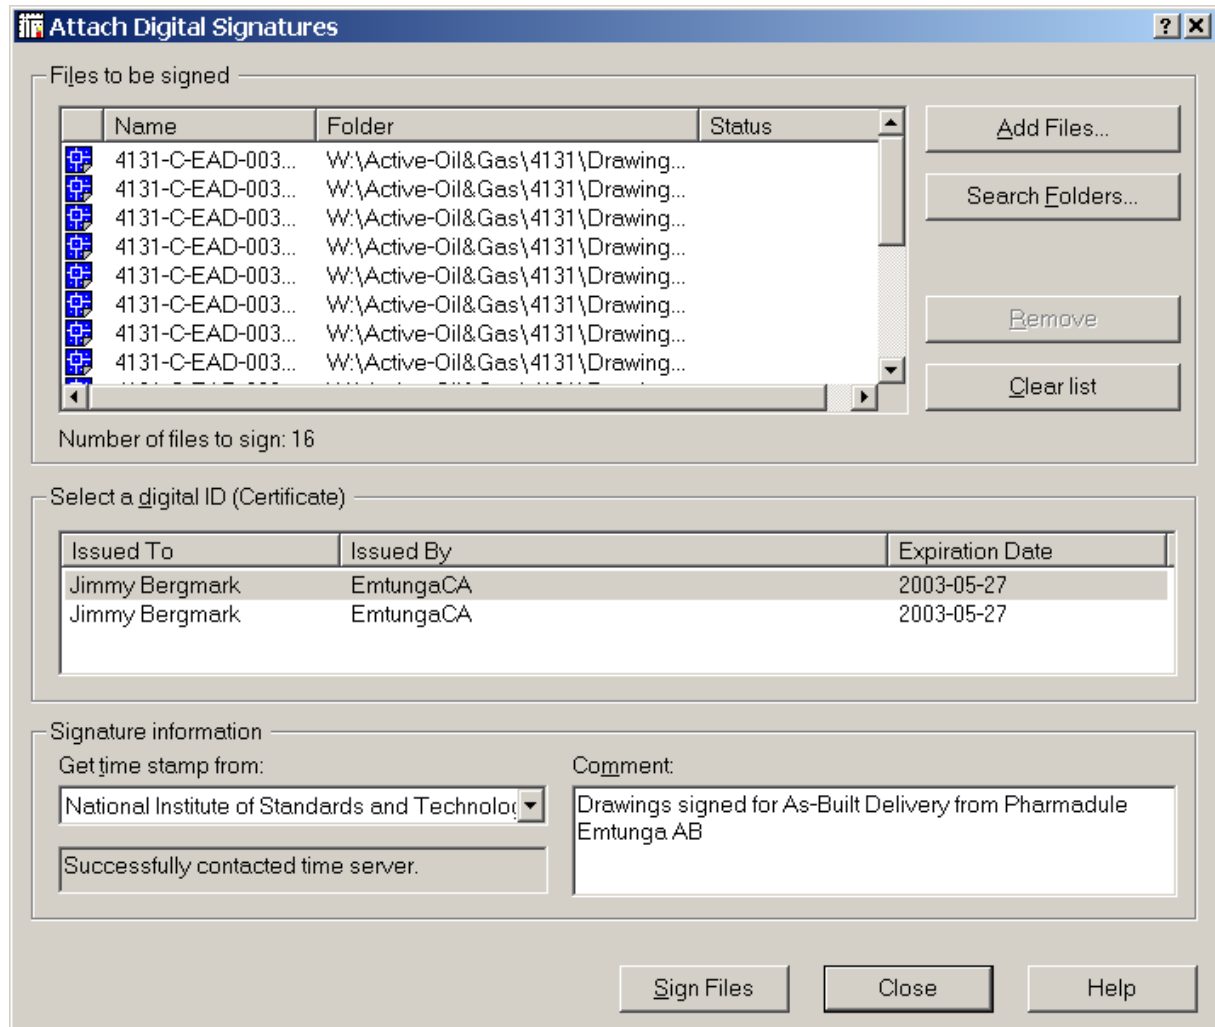 Attach Digital Signatures
Files to be signed
Name Folder Status
4131-C-EAD-003... W:\Active-Oil&Gas\4131\Drawing...
4131-C-EAD-003... W:\Active-Oil&Gas\4131\Drawing...
4131-C-EAD-003... W:\Active-Oil&Gas\4131\Drawing...
4131-C-EAD-003... W:\Active-Oil&Gas\4131\Drawing...
4131-C-EAD-003... W:\Active-Oil&Gas\4131\Drawing...
4131-C-EAD-003... W:\Active-Oil&Gas\4131\Drawing...
4131-C-EAD-003... W:\Active-Oil&Gas\4131\Drawing...
4131-C-EAD-003... W:\Active-Oil&Gas\4131\Drawing...
Add Files...
Search Folders...
Remove
Clear list
Number of files to sign: 16
Select a digital ID (Certificate)
Issued To Issued By Expiration Date
Jimmy Bergmark EmtungaCA 2003-05-27
Jimmy Bergmark EmtungaCA 2003-05-27
Signature information
Get time stamp from:
National Institute of Standards and
Successfully contacted time server.
Comment:
Drawings signed for As-Built Delivery from Pharmadule
Emtunga AB
Sign Files Close Help